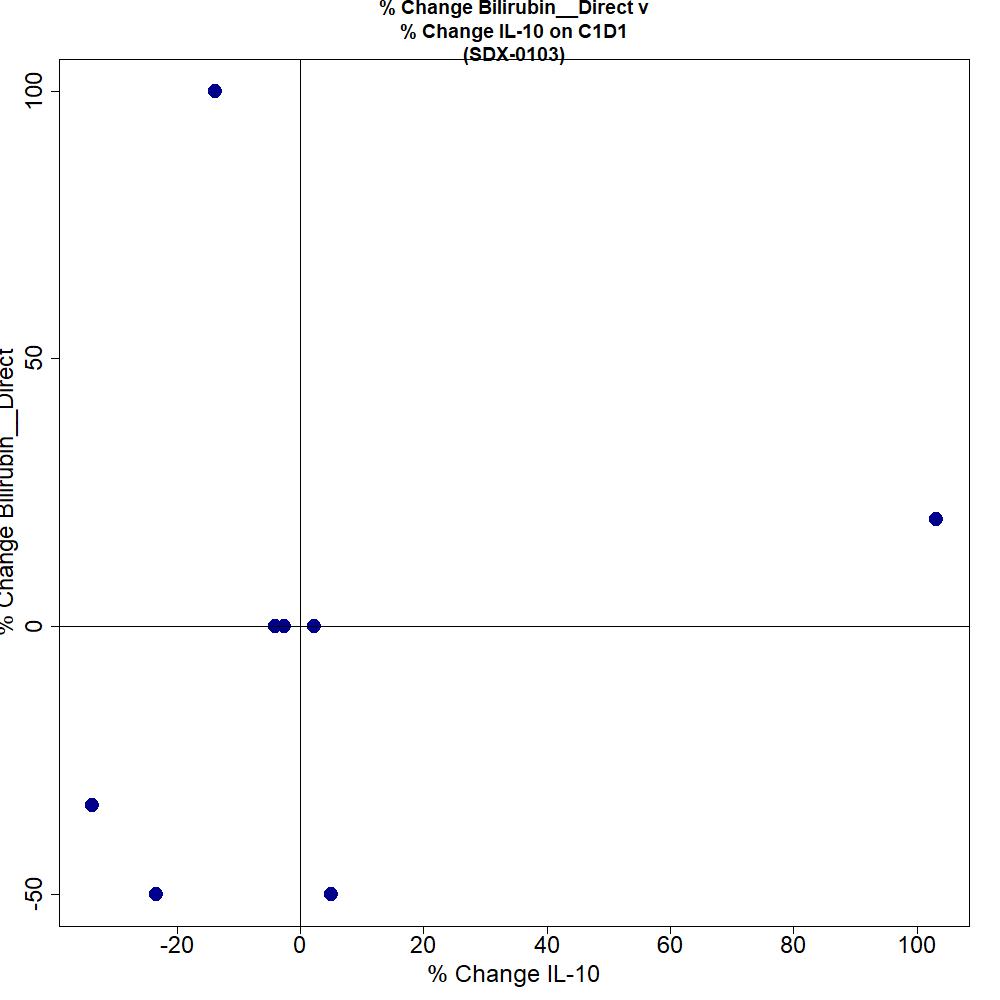 % Change Bilirubin__Direct v
% Change IL-10 on C1D1
(SDX-0103)
% Change Bilirubin__Direct
100
50
0
-50
-20
0
20
40
60
80
100
% Change IL-10